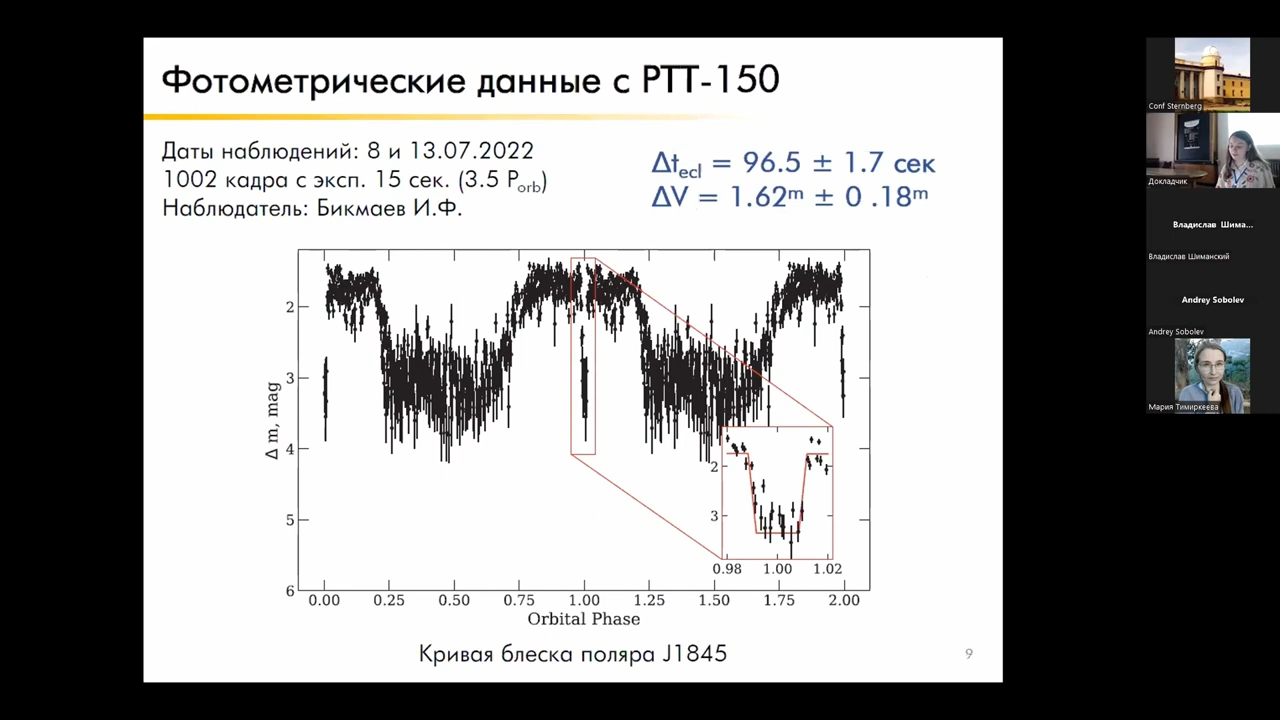 Фотометрические данные с РТТ-150
Даты наблюдений: 8 и 13.07.2022
1002 кадра с эксп. 15 сек. (3.5 Porb)
Наблюдатель: Бикмаев И.Ф.
Δtecl = 96.5 ± 1.7 сек
ΔV = 1.62ᵐ ± 0 .18ᵐ
Δ m, mag
2
3
4
5
6
0.00 0.25 0.50 0.75 1.00 1.25 1.50 1.75 2.00
Orbital Phase
2
3
0.98 1.00 1.02
Кривая блеска поляра J1845
9
Conf Sternberg
Докладчик
Владислав Шима...
Владислав Шиманский
Andrey Sobolev
Andrey Sobolev
Мария Тимиркеева